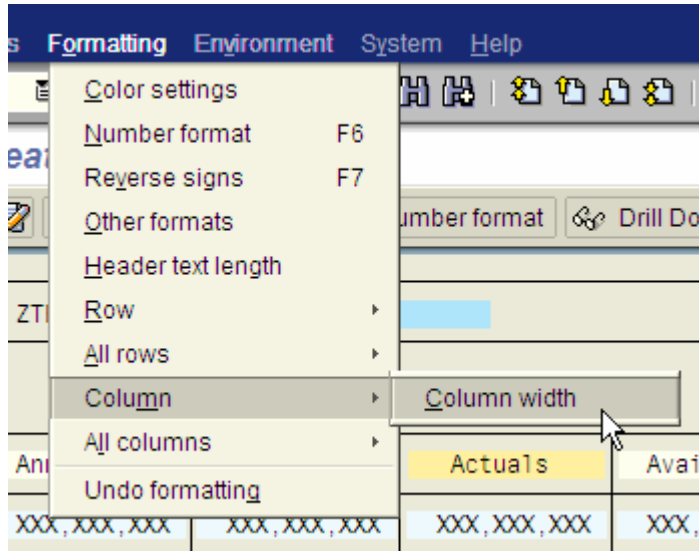 s Formatting Environment System Help
Color settings
Number format F6
Reverse signs F7
Other formats
Header text length
Row
All rows
Column
Column width
All columns
Undo formatting
eat
umber format Drill Do
ZT
Ann
Actuals Avai
XXX,XXX,XXX XXX,XXX,XXX XXX,XXX,XXX XXX,